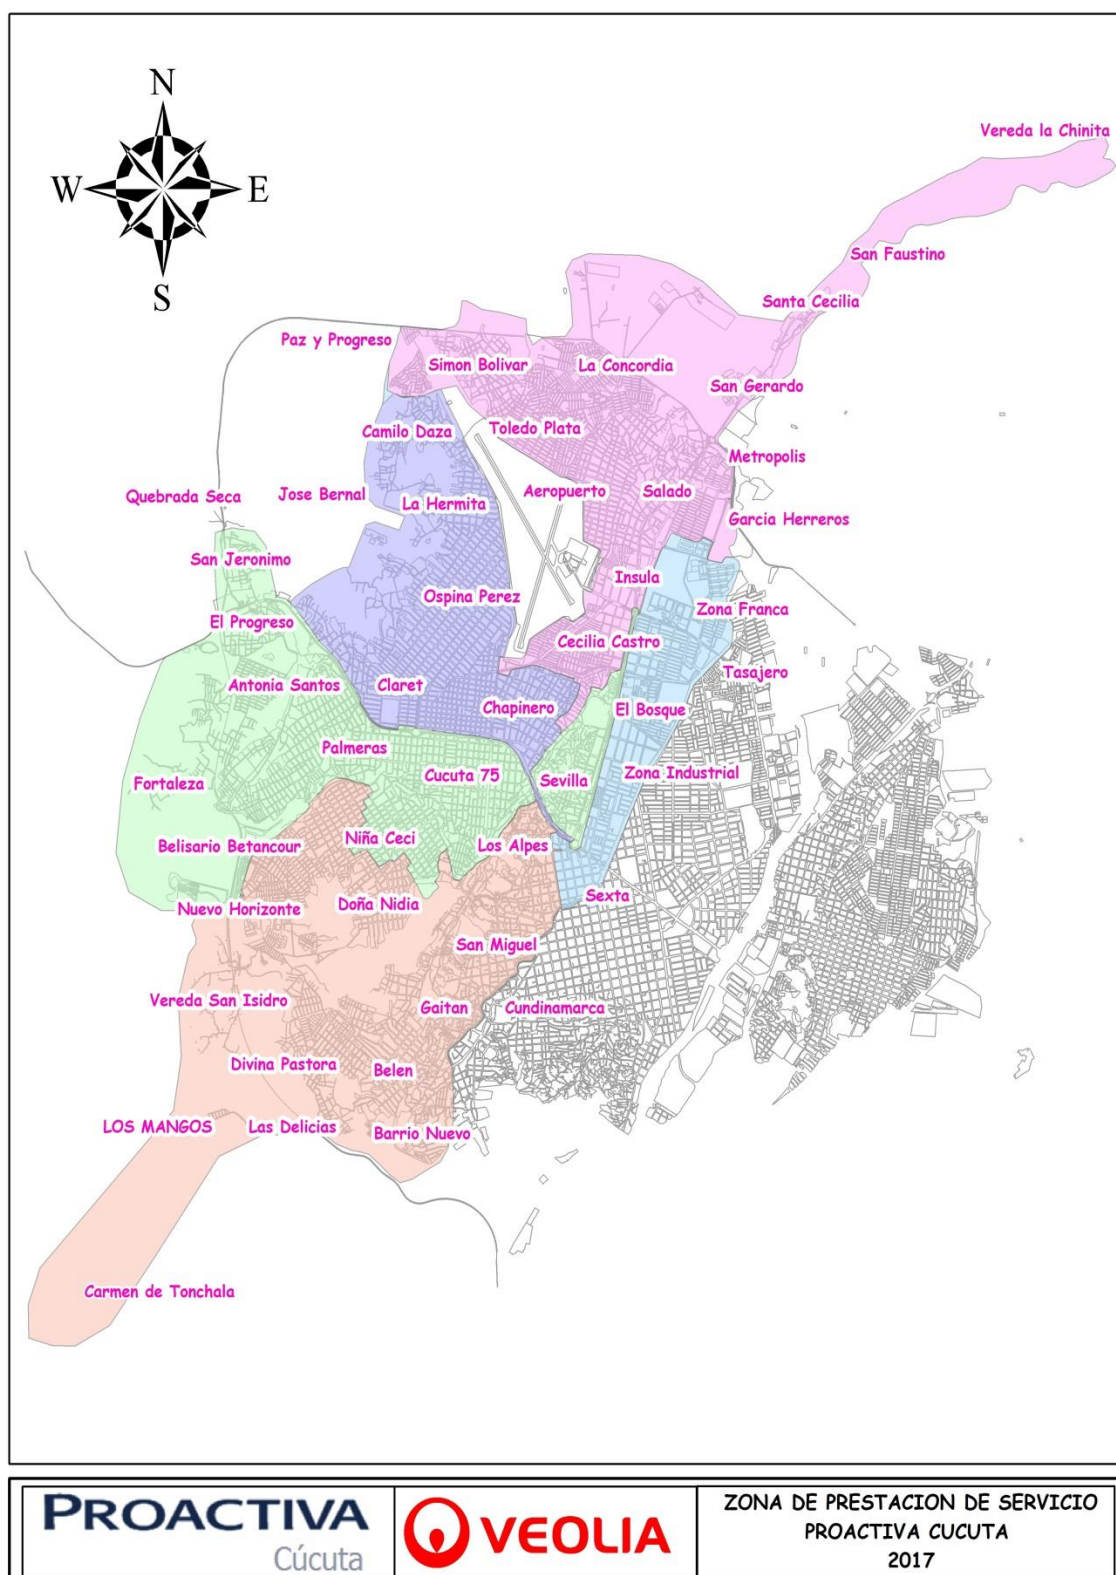 N
W
E
S
Vereda la Chinita
San Faustino
Santa Cecilia
Paz y Progreso
Simon Bolivar
La Concordia
San Gerardo
Camilo Daza
Toledo Plata
Metropolis
Quebrada Seca
Jose Bernal
La Hermita
Aeropuerto
Salado
Garcia Herreros
San Jeronimo
Insula
El Progreso
Ospina Perez
Zona Franca
Cecilia Castro
Antonia Santos
Claret
Tasajero
Chapinero
El Bosque
Palmeras
Fortaleza
Cucuta 75
Sevilla
Zona Industrial
Belisario Betancour
Niña Ceci
Los Alpes
Nuevo Horizonte
Doña Nidia
Sexta
San Miguel
Vereda San Isidro
Gaitan
Cundinamarca
Divina Pastora
Belen
LOS MANGOS
Las Delicias
Barrio Nuevo
Carmen de Tonchala
PROACTIVA
Cúcuta
VEOLIA
ZONA DE PRESTACION DE SERVICIO
PROACTIVA CUCUTA
2017